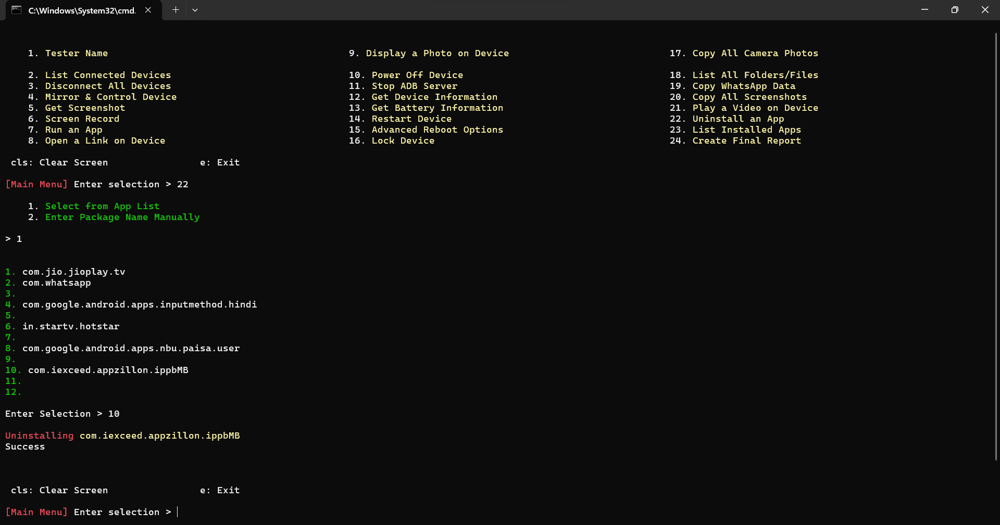 C:\Windows\System32\cmd.
1. Tester Name 9. Display a Photo on Device 17. Copy All Camera Photos
2. List Connected Devices 10. Power Off Device 18. List All Folders/Files
3. Disconnect All Devices 11. Stop ADB Server 19. Copy WhatsApp Data
4. Mirror & Control Device 12. Get Device Information 20. Copy All Screenshots
5. Get Screenshot 13. Get Battery Information 21. Play a Video on Device
6. Screen Record 14. Restart Device 22. Uninstall an App
7. Run an App 15. Advanced Reboot Options 23. List Installed Apps
8. Open a Link on Device 16. Lock Device 24. Create Final Report
cls: Clear Screen e: Exit
[Main Menu] Enter selection > 22
1. Select from App List
2. Enter Package Name Manually
> 1
1. com.jio.jioplay.tv
2. com.whatsapp
3.
4. com.google.android.apps.inputmethod.hindi
5.
6. in.startv.hotstar
7.
8. com.google.android.apps.nbu.paisa.user
9.
10. com.iexceed.appzillon.ippbMB
11.
12.
Enter Selection > 10
Uninstalling com.iexceed.appzillon.ippbMB
Success
cls: Clear Screen e: Exit
[Main Menu] Enter selection >